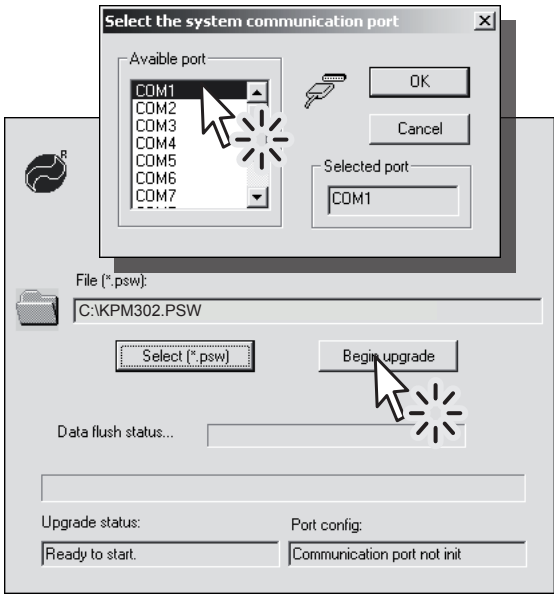 Select the system communication port
Avaible port
COM1
COM2
COM3
COM4
COM5
COM6
COM7
OK
Cancel
Selected port
COM1
R
File (*.psw):
C:\KPM302.PSW
Select (*.psw)
Begin upgrade
Data flush status...
Upgrade status:
Port config:
Ready to start.
Communication port not init